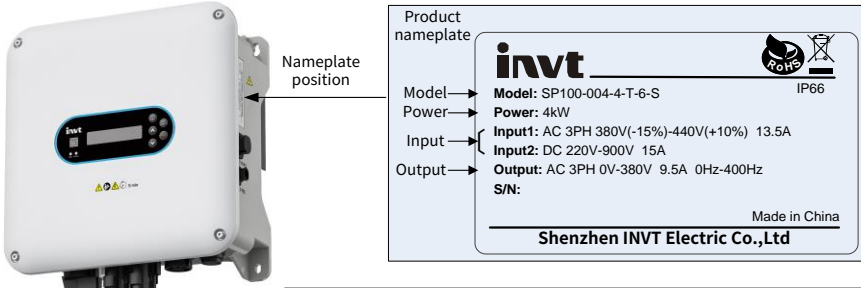 Product
nameplate
Nameplate
position
invt
RoHS
IP66
Model
Model: SP100-004-4-T-6-S
Power
Power: 4kW
Input
Input1: AC 3PH 380V(-15%)-440V(+10%) 13.5A
Input2: DC 220V-900V 15A
Output
Output: AC 3PH 0V-380V 9.5A 0Hz-400Hz
S/N:
Made in China
Shenzhen INVT Electric Co.,Ltd
invt
5 min